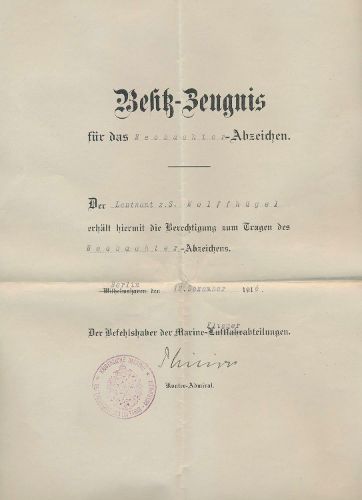 Besitz-Zeugnis
für das Beobachter-Abzeichen.
Der Leutnant z.S. Wolffhügel
erhält hiermit die Berechtigung zum Tragen des
Beobachter-Abzeichens.
Berlin
Wilhelmshaven den 12. Dezember 1916.
Flieger
Der Befehlshaber der Marine-Luftfahrabteilungen.
Konter-Admiral.